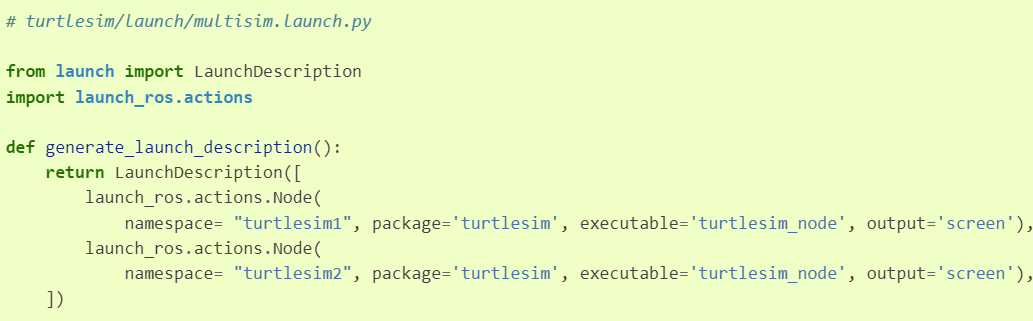 # turtlesim/launch/multisim.launch.py

from launch import LaunchDescription
import launch_ros.actions

def generate_launch_description():
    return LaunchDescription([
        launch_ros.actions.Node(
            namespace= "turtlesim1", package='turtlesim', executable='turtlesim_node', output='screen'),
        launch_ros.actions.Node(
            namespace= "turtlesim2", package='turtlesim', executable='turtlesim_node', output='screen'),
    ])